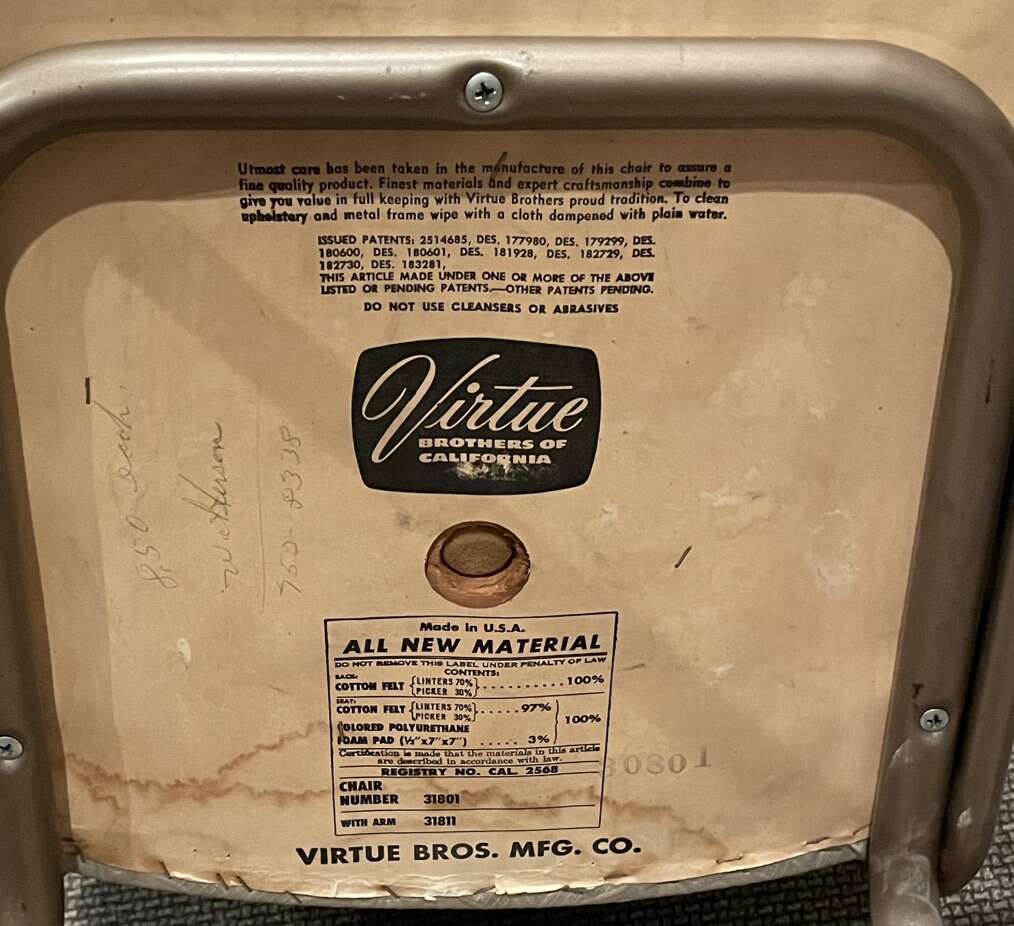 Utmost care has been taken in the manufacture of this chair to assure a
fine quality product. Finest materials and expert craftsmanship combine to
give you value in full keeping with Virtue Brothers proud tradition. To clean
upholstery and metal frame wipe with a cloth dampened with plain water.
ISSUED PATENTS: 2514685, DES. 177980, DES. 179299, DES.
180600, DES. 180601, DES. 181928, DES. 182729, DES.
182730, DES. 183281,
THIS ARTICLE MADE UNDER ONE OR MORE OF THE ABOVE
LISTED OR PENDING PATENTS.—OTHER PATENTS PENDING.
DO NOT USE CLEANSERS OR ABRASIVES
Virtue
BROTHERS OF
CALIFORNIA
8,50
750-8338
Made in U.S.A.
ALL NEW MATERIAL
DO NOT REMOVE THIS LABEL UNDER PENALTY OF LAW
CONTENTS:
BACK:
COTTON FELT {LINTERS 70% PICKER 30%} .......... 100%
SEAT:
COTTON FELT {LINTERS 70% PICKER 30%} ...... 97%
100%
COLORED POLYURETHANE
FOAM PAD (½"x7"x7") ..... 3%
Certification is made that the materials in this article
are described in accordance with law.
REGISTRY NO. CAL. 2568
CHAIR
NUMBER 31801
WITH ARM 31811
30801
VIRTUE BROS. MFG. CO.